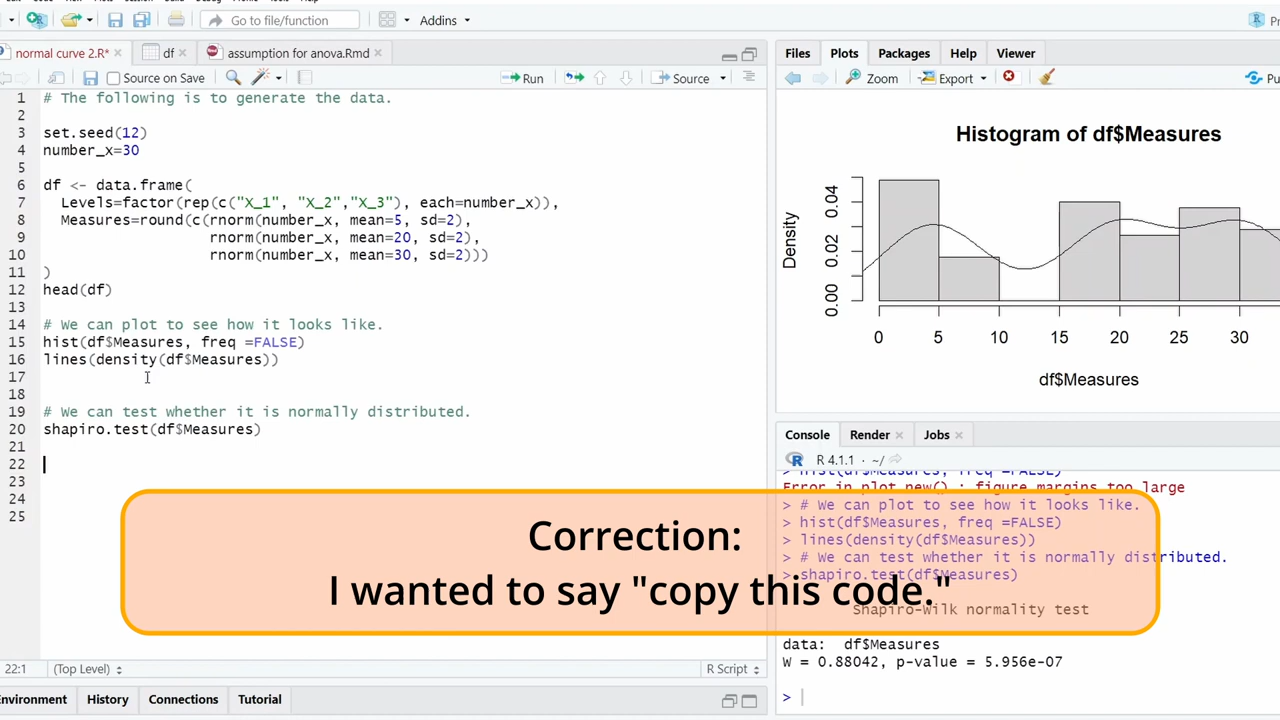 Go to file/function
Addins
normal curve 2.R*
df
assumption for anova.Rmd
Source on Save
Run
Source
1 # The following is to generate the data.
2
3 set.seed(12)
4 number_x=30
5
6 df <- data.frame(
7 Levels=factor(rep(c("X_1", "X_2","X_3"), each=number_x)),
8 Measures=round(c(rnorm(number_x, mean=5, sd=2),
9 rnorm(number_x, mean=20, sd=2),
10 rnorm(number_x, mean=30, sd=2)))
11 )
12 head(df)
13
14 # We can plot to see how it looks like.
15 hist(df$Measures, freq =FALSE)
16 lines(density(df$Measures))
17
18
19 # We can test whether it is normally distributed.
20 shapiro.test(df$Measures)
21
22
23
24
25
22:1 (Top Level)
R Script
Environment History Connections Tutorial
Files Plots Packages Help Viewer
Zoom Export
Histogram of df$Measures
Density
0.04
0.02
0.00
0 5 10 15 20 25 30
df$Measures
Console Render Jobs
R 4.1.1 · ~/
> hist(df$Measures, freq =FALSE)
Error in plot.new() : figure margins too large
> # We can plot to see how it looks like.
> hist(df$Measures, freq =FALSE)
> lines(density(df$Measures))
> # We can test whether it is normally distributed.
> shapiro.test(df$Measures)
Shapiro-Wilk normality test
data: df$Measures
W = 0.88042, p-value = 5.956e-07
>
Correction:
I wanted to say "copy this code."